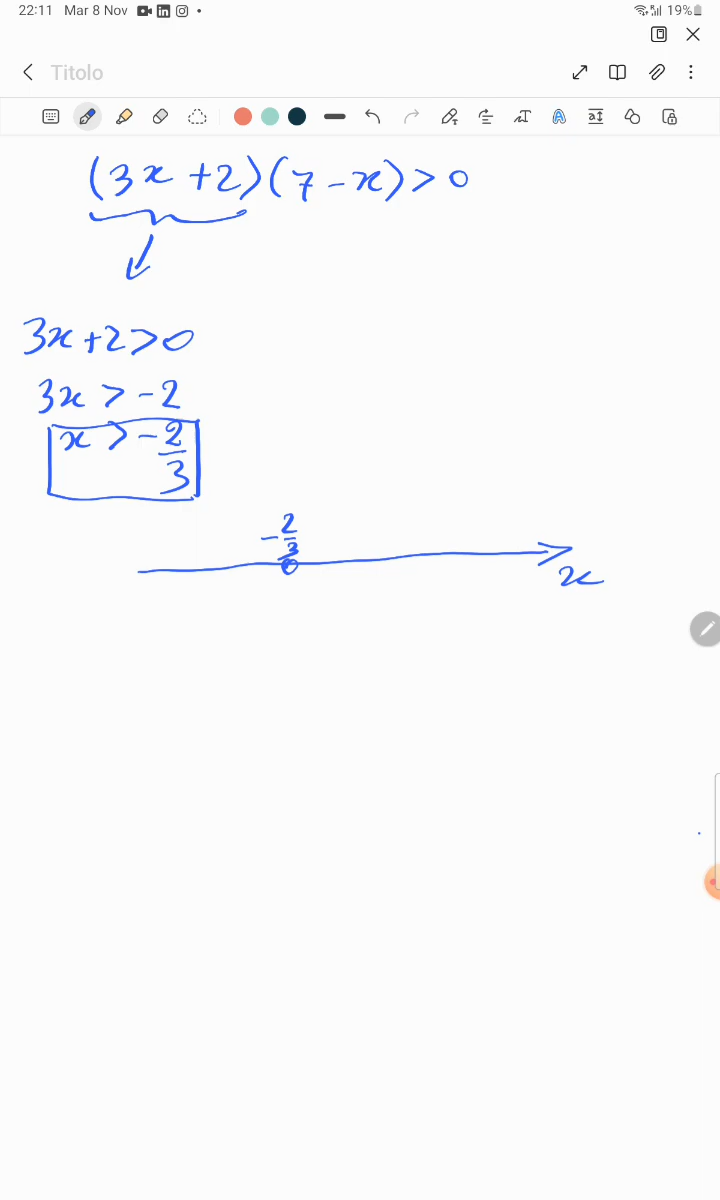 22:11 Mar 8 Nov 19%
Titolo
(3x+2)(7-x)>0
3x+2>0
3x>-2
x>-2/3
-2/3
x